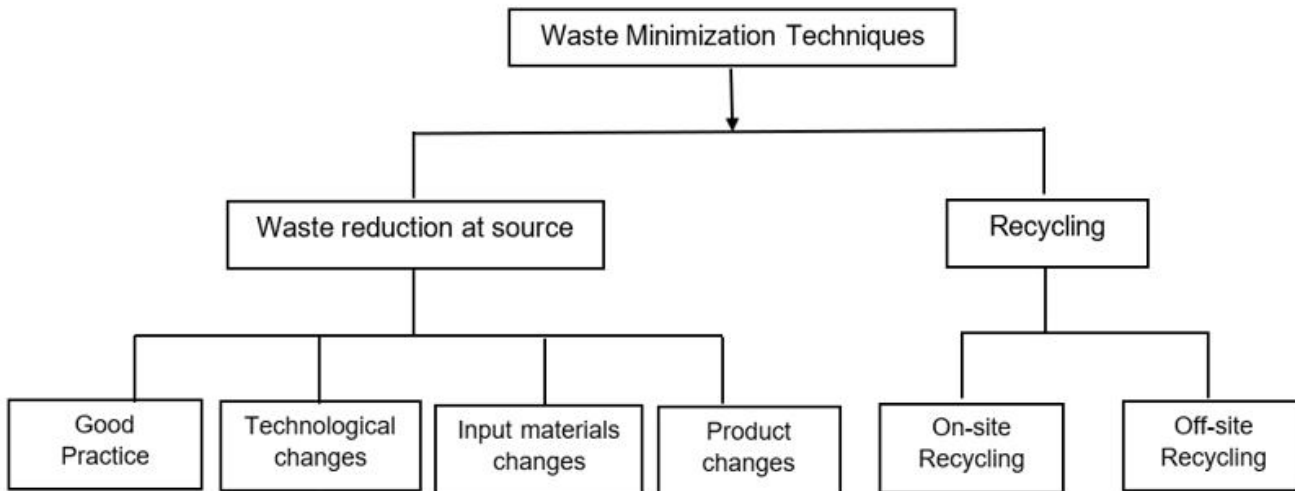 Waste Minimization Techniques
Waste reduction at source
Recycling
Good
Practice
Technological
changes
Input materials
changes
Product
changes
On-site
Recycling
Off-site
Recycling